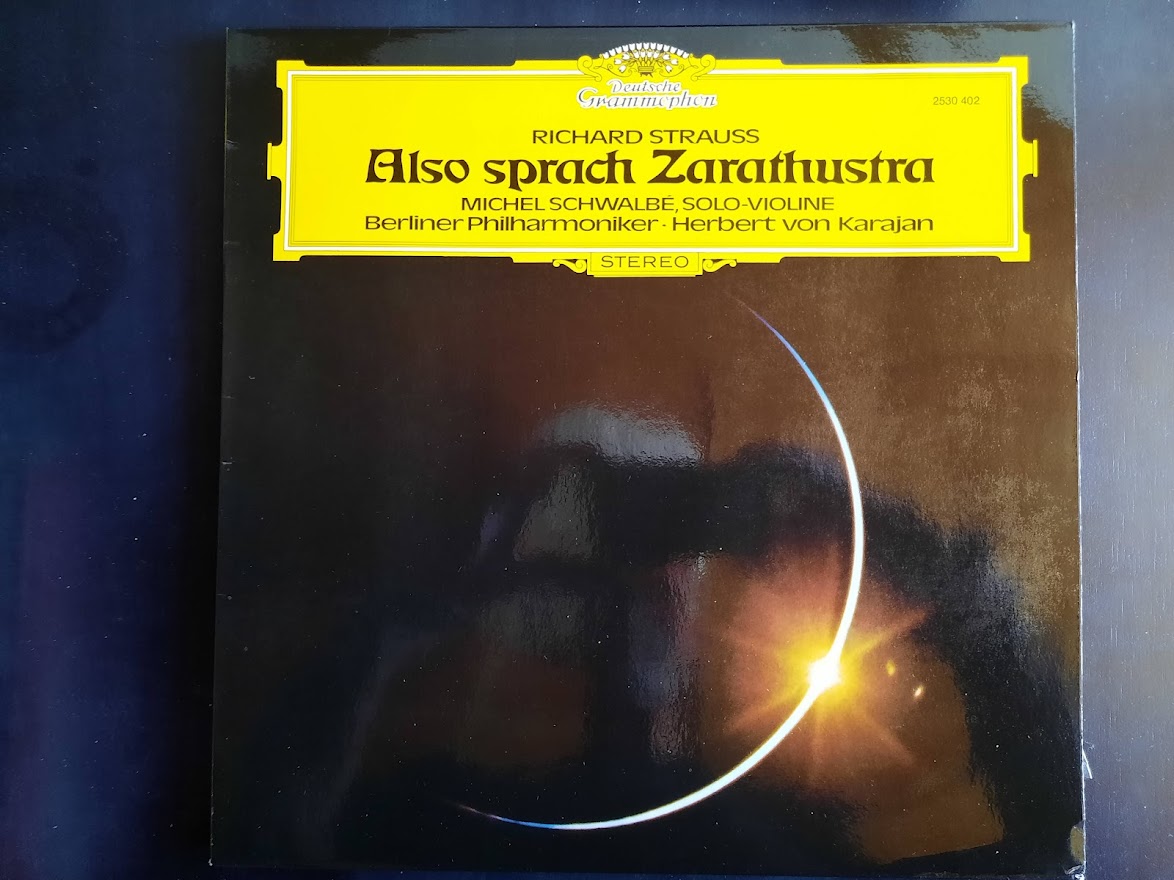 Deutsche
Grammophon
2530 402
RICHARD STRAUSS
Also sprach Zarathustra
MICHEL SCHWALBÉ, SOLO-VIOLINE
Berliner Philharmoniker · Herbert von Karajan
STEREO